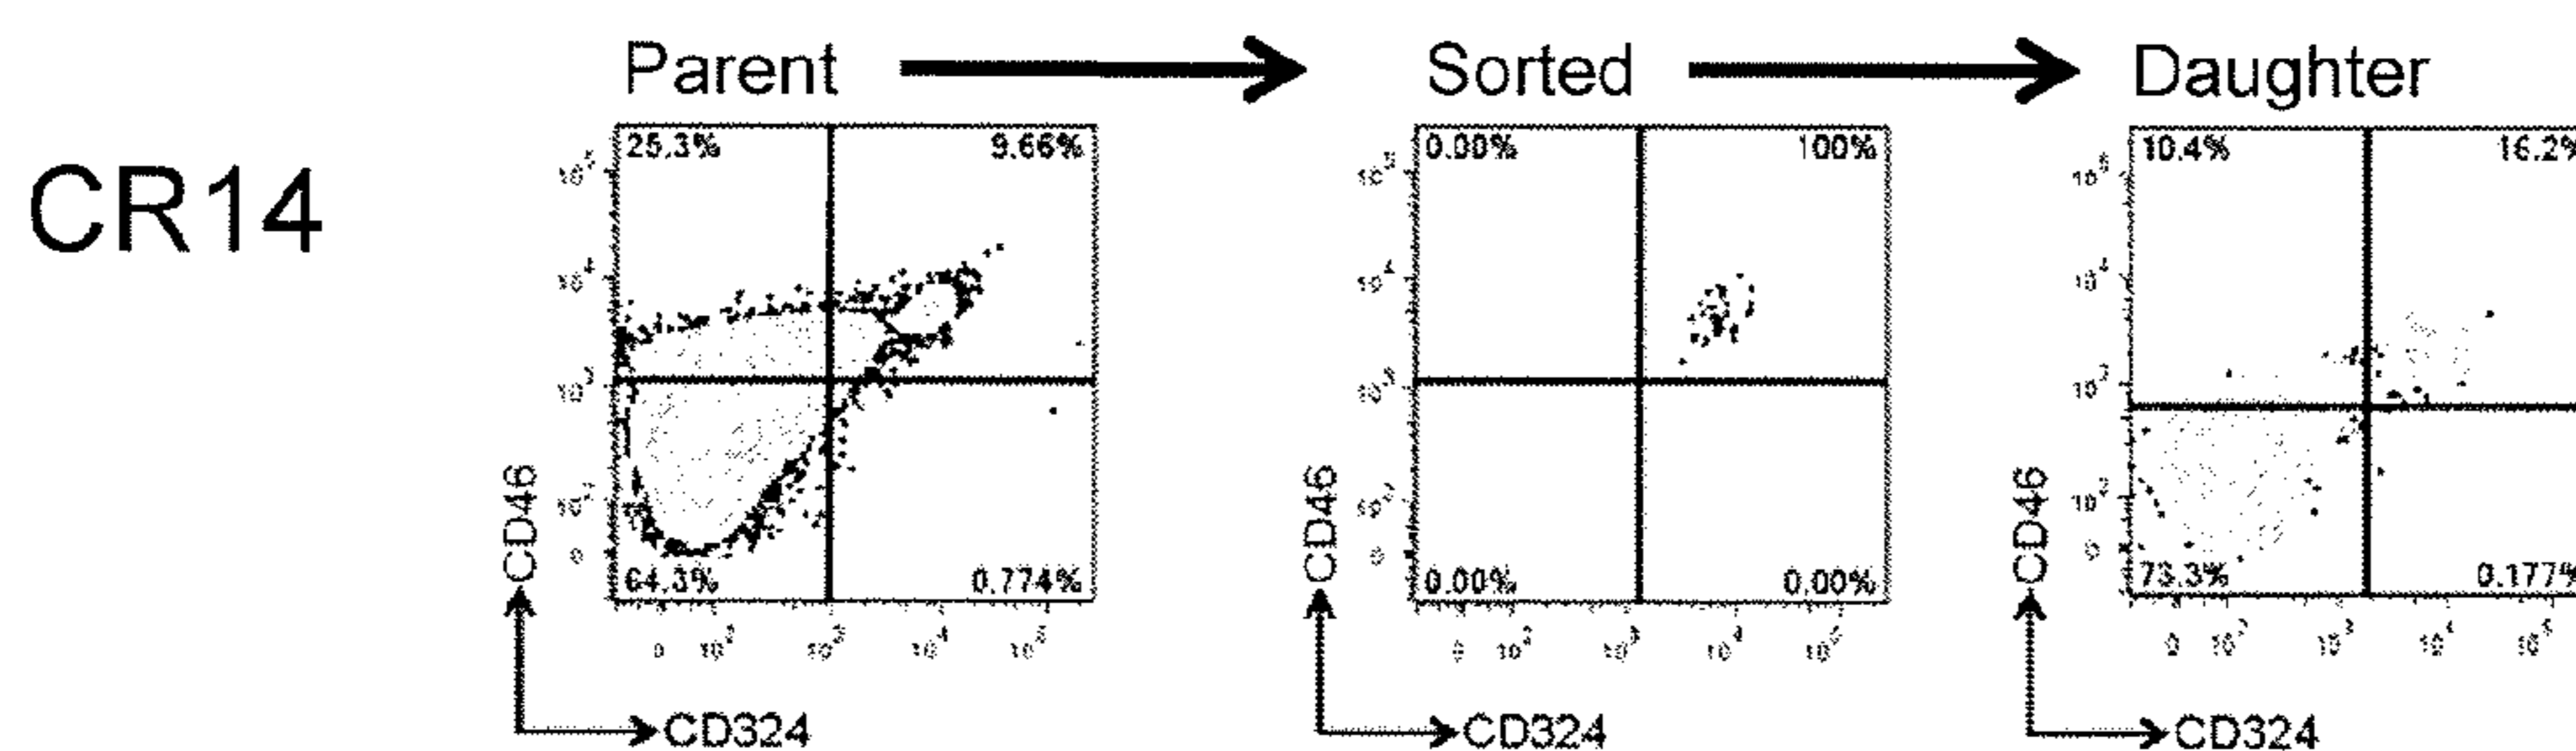 Parent Sorted Daughter
CR14
25.3% 9.66%
64.3% 0.774%
CD46
CD324
0.00% 100%
0.00% 0.00%
CD46
CD324
10.4% 16.2%
73.3% 0.177%
CD46
CD324